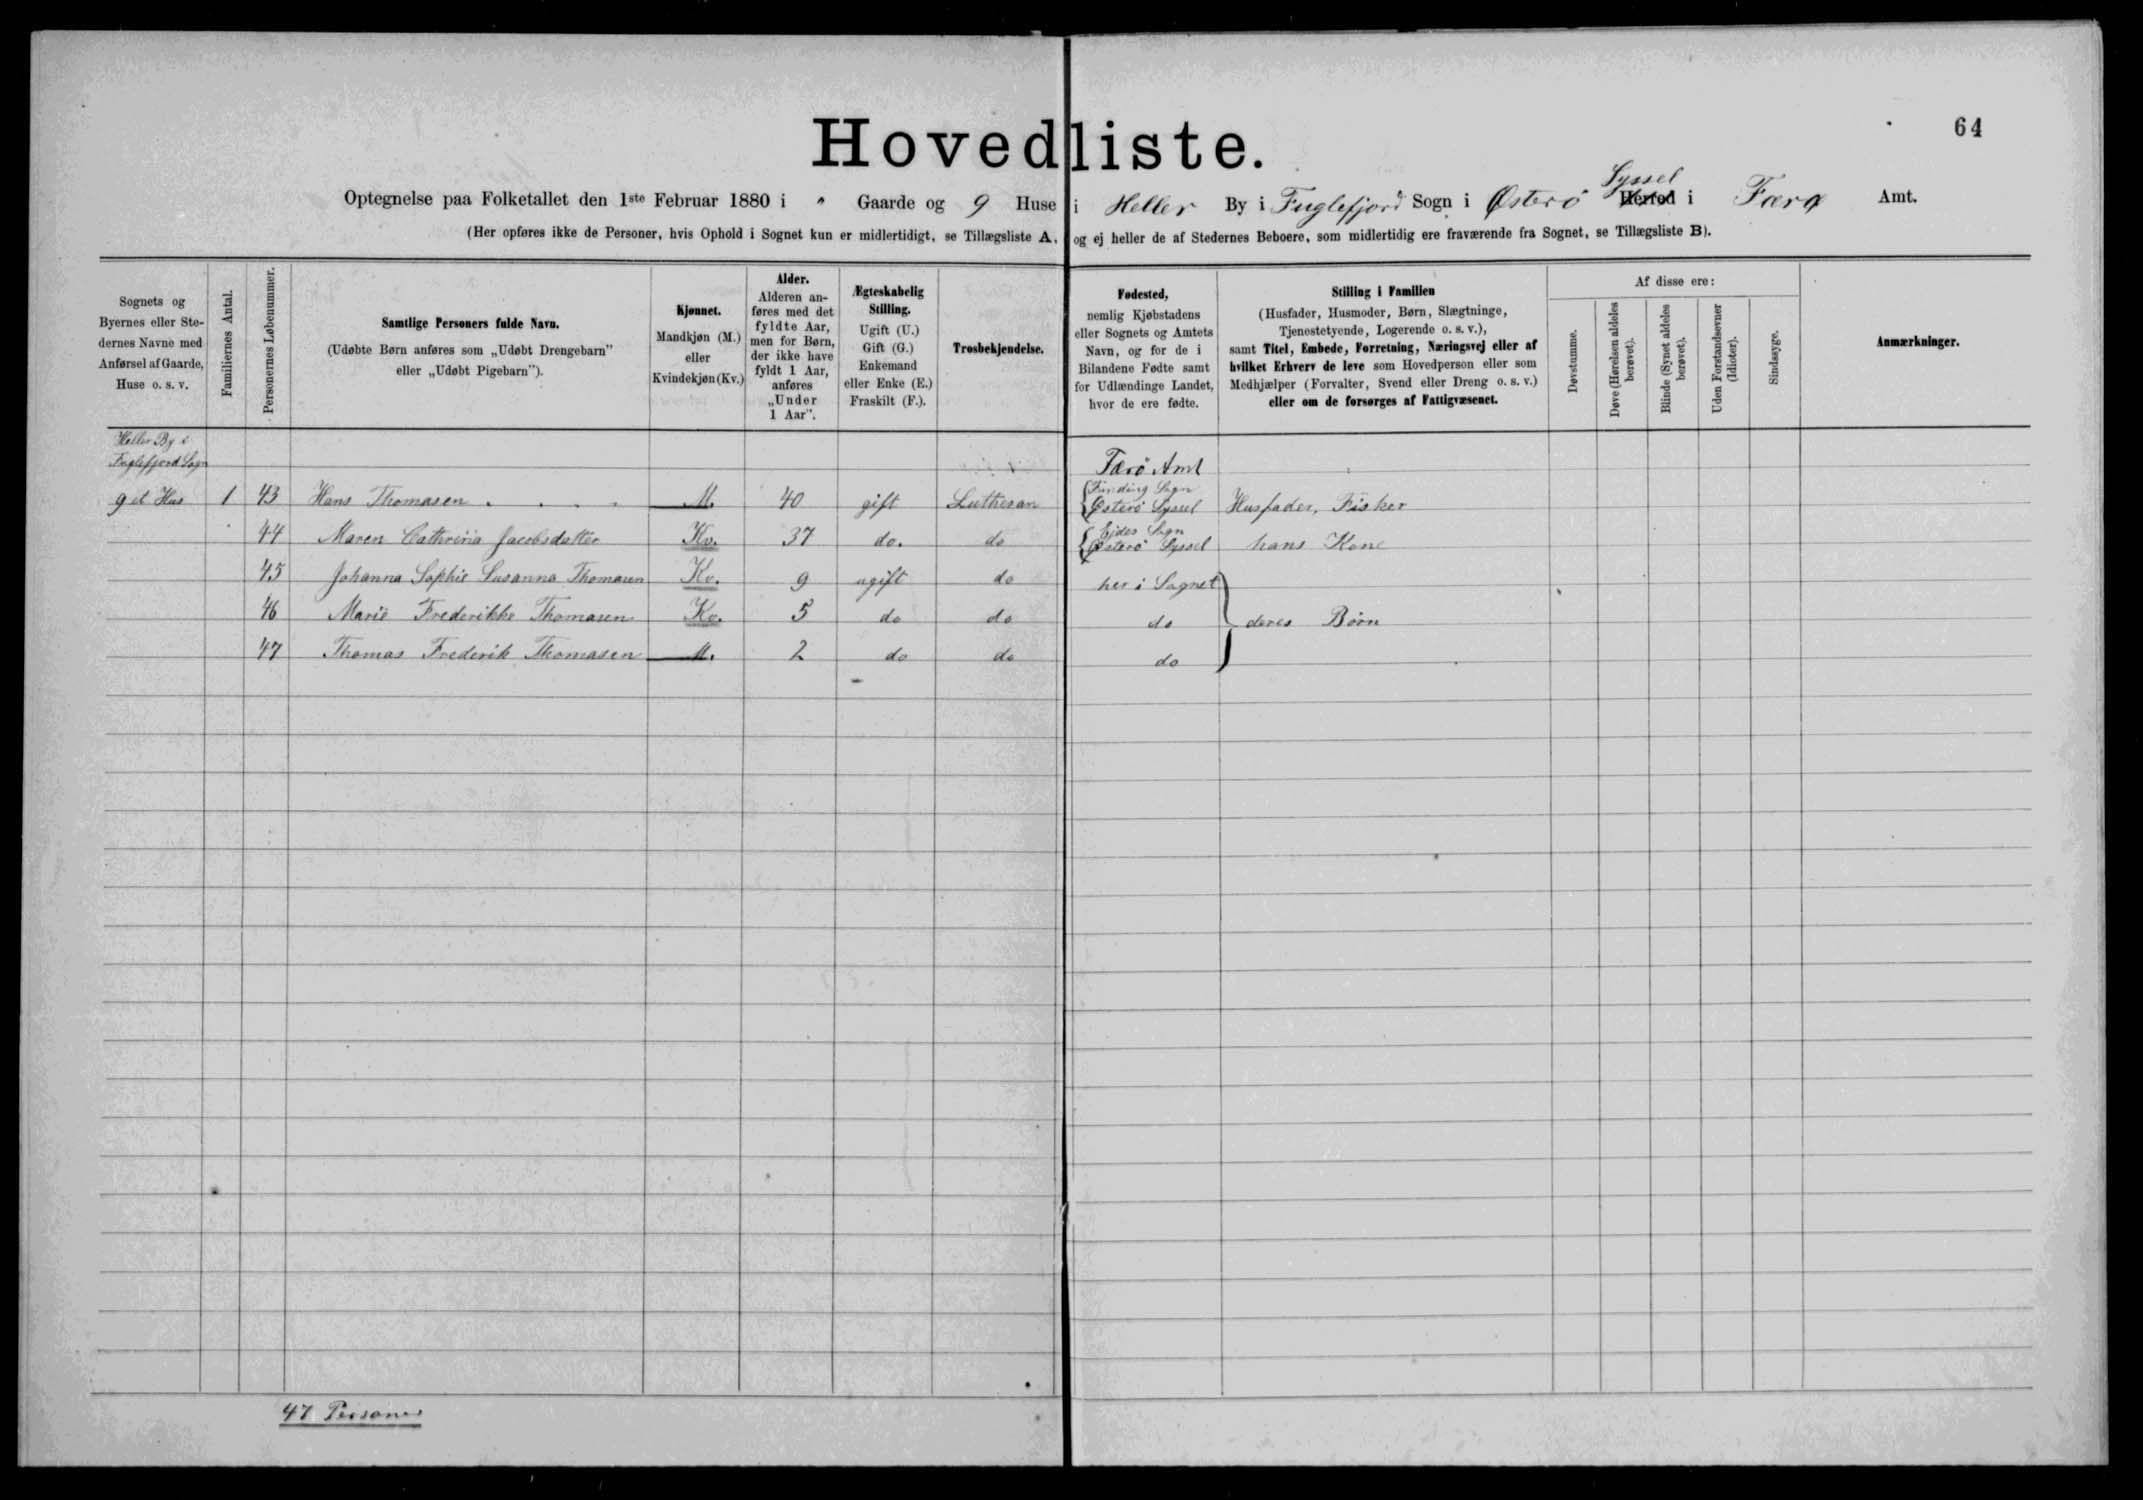 64
Hovedliste.
Optegnelse paa Folketallet den 1ste Februar 1880 i " Gaarde og 9 Huse i Heller By i Fuglefjord Sogn i Østerö Herred Syssel i Færø Amt.
(Her opføres ikke de Personer, hvis Ophold i Sognet kun er midlertidigt, se Tillægsliste A, og ej heller de af Stedernes Beboere, som midlertidig ere fraværende fra Sognet, se Tillægsliste B).
Sognets og
Byernes eller Ste-
dernes Navne med
Anførsel af Gaarde,
Huse o. s. v.
Familiernes Antal.
Personernes Løbenummer.
Samtlige Personers fulde Navn.
(Udøbte Børn anføres som „Udøbt Drengebarn"
eller „Udøbt Pigebarn").
Kjønnet.
Mandkjøn (M.)
eller
Kvindekjøn (Kv.)
Alder.
Alderen an-
føres med det
fyldte Aar,
men for Børn,
der ikke have
fyldt 1 Aar,
anføres
„Under
1 Aar".
Ægteskabelig
Stilling.
Ugift (U.)
Gift (G.)
Enkemand
eller Enke (E.)
Fraskilt (F.).
Trosbekjendelse.
Fødested,
nemlig Kjøbstadens
eller Sognets og Amtets
Navn, og for de i
Bilandene Fødte samt
for Udlændinge Landet,
hvor de ere fødte.
Stilling i Familien
(Husfader, Husmoder, Børn, Slægtninge,
Tjenestetyende, Logerende o. s. v.),
samt Titel, Embede, Forretning, Næringsvej eller af
hvilket Erhverv de leve som Hovedperson eller som
Medhjælper (Forvalter, Svend eller Dreng o. s. v.)
eller om de forsørges af Fattigvæsenet.
Af disse ere:
Døvstumme.
Døve (Hørelsen aldeles
berøvet).
Blinde (Synet aldeles
berøvet).
Uden Forstandsevner
(Idioter).
Sindssyge.
Anmærkninger.
Heller By i
Fuglefjord Sogn
Færö Amt
9et Hus 1 43 Hans Thomasen . . . . M. 40 gift Lutheran Funding Sogn Østerö Syssel Husfader, Fisker
44 Maren Cathrina Jacobsdatter Kv. 37 do. do Ejdes Sogn Østerö Syssel hans Kone
45 Johanna Sophie Susanna Thomasen Kv. 9 ugift do her i Sognet
46 Marie Frederikke Thomasen Kv. 5 do do do deres Börn
47 Thomas Frederik Thomasen M. 2 do do do
47 Personer